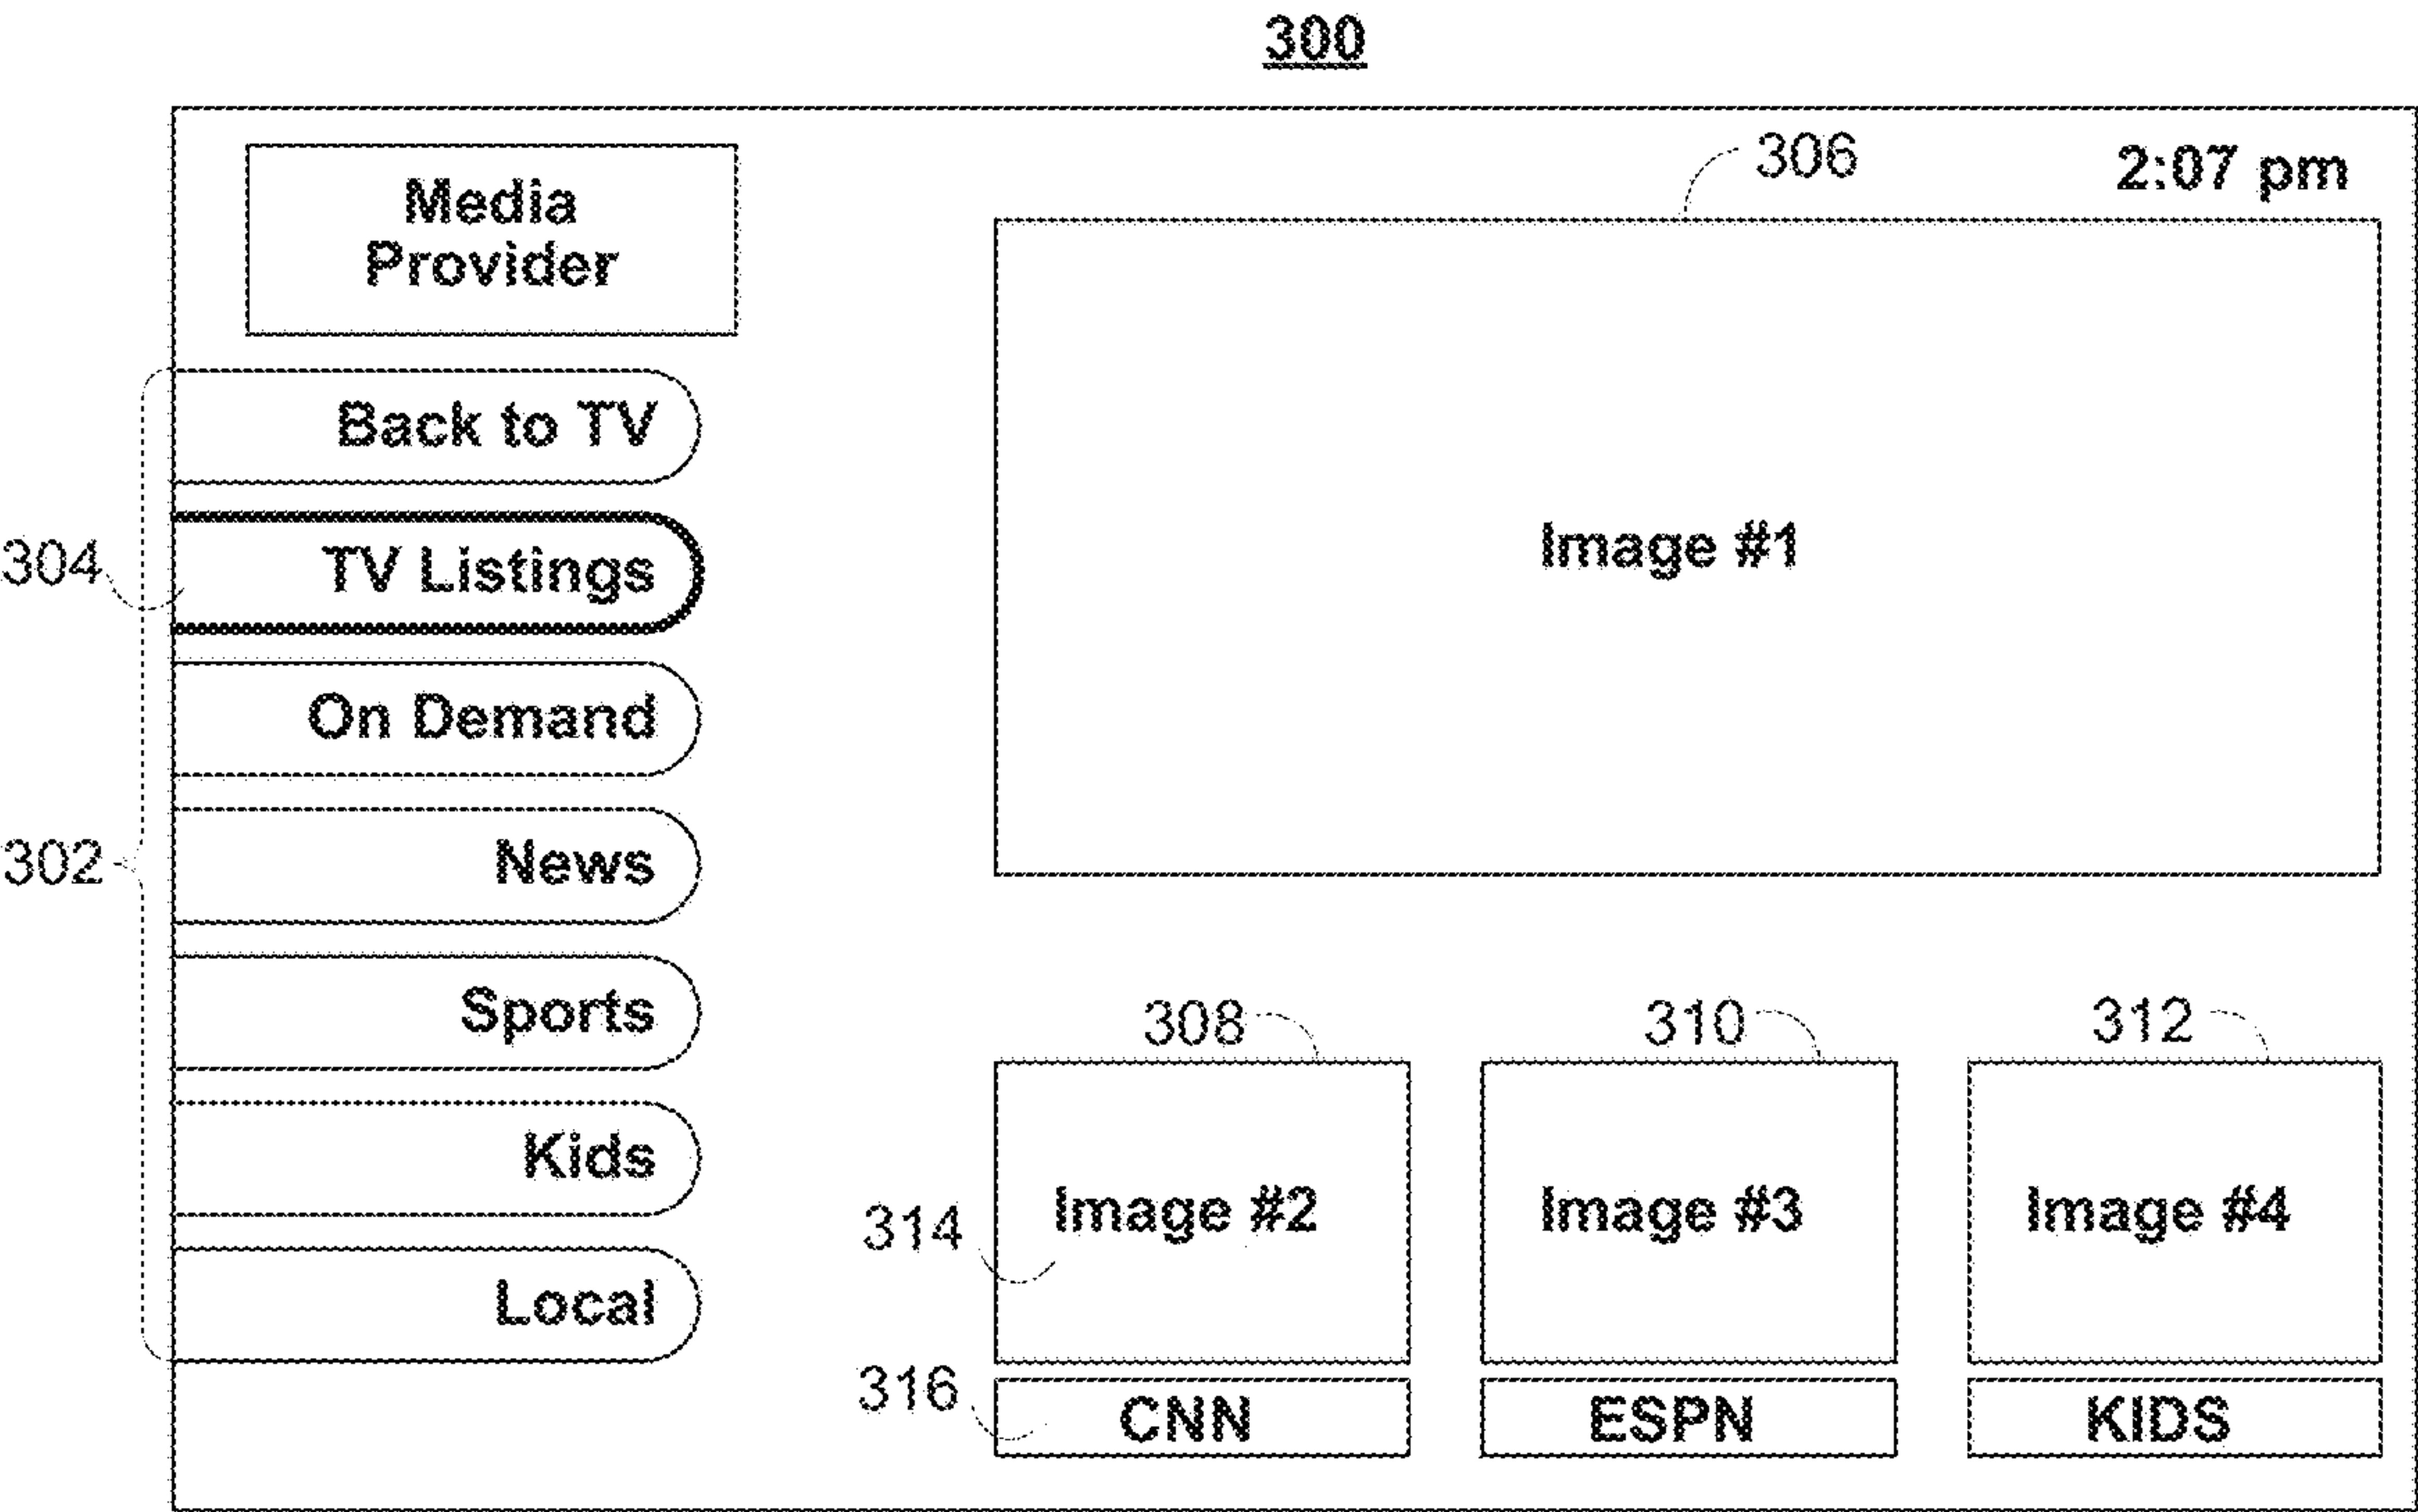 300
Media
Provider
306
2:07 pm
Image #1
Back to TV
304
TV Listings
On Demand
302
News
Sports
Kids
Local
308
310
312
314
Image #2
Image #3
Image #4
316
CNN
ESPN
KIDS